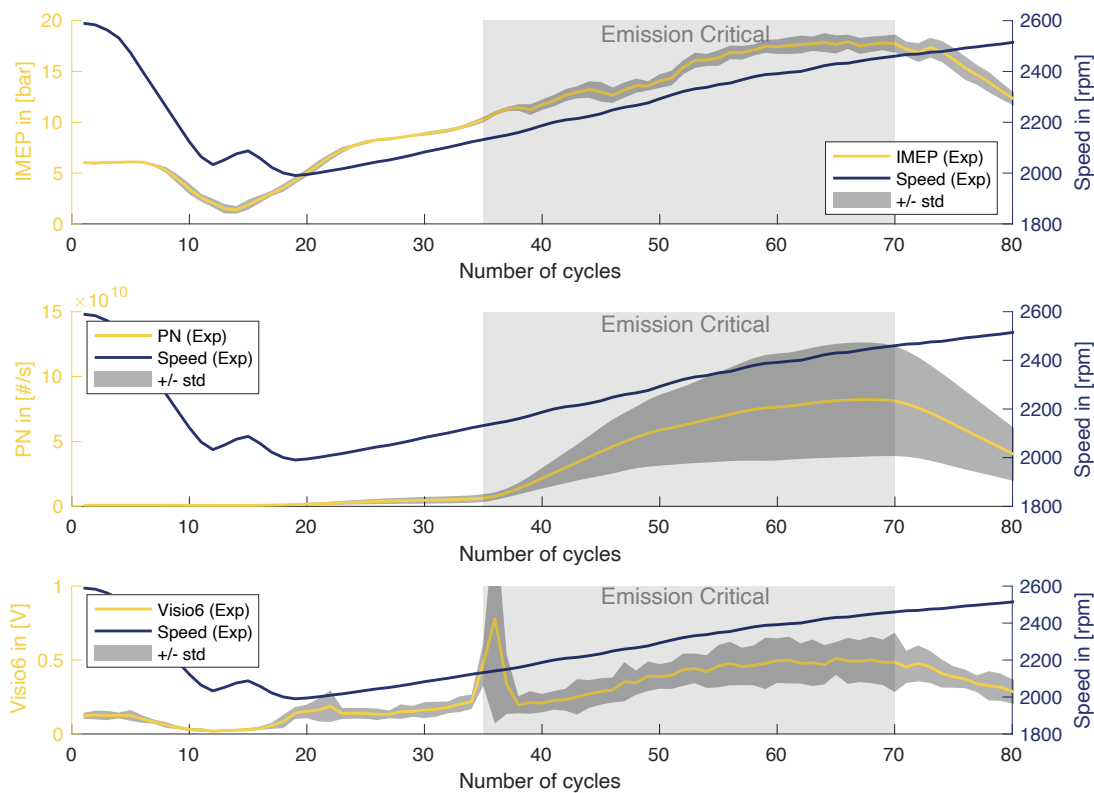 Emission Critical
IMEP in [bar]
20
15
10
5
0
2600
2400
2200
2000
1800
Speed in [rpm]
IMEP (Exp)
Speed (Exp)
+/- std
0 10 20 30 40 50 60 70 80
Number of cycles
×10^10
Emission Critical
PN in [#/s]
15
10
5
0
2600
2400
2200
2000
1800
Speed in [rpm]
PN (Exp)
Speed (Exp)
+/- std
0 10 20 30 40 50 60 70 80
Number of cycles
Emission Critical
Visio6 in [V]
1
0.5
0
2600
2400
2200
2000
1800
Speed in [rpm]
Visio6 (Exp)
Speed (Exp)
+/- std
0 10 20 30 40 50 60 70 80
Number of cycles